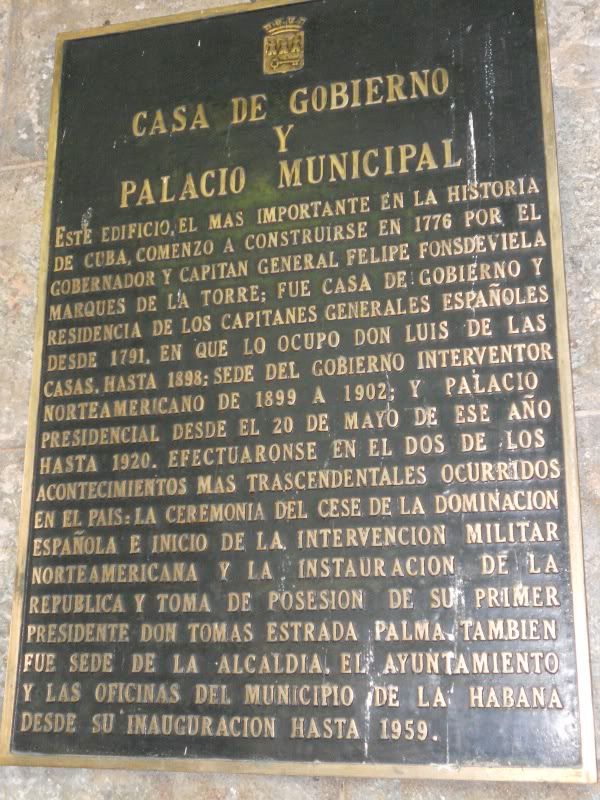 CASA DE GOBIERNO
Y
PALACIO MUNICIPAL
ESTE EDIFICIO, EL MAS IMPORTANTE EN LA HISTORIA
DE CUBA, COMENZO A CONSTRUIRSE EN 1776 POR EL
GOBERNADOR Y CAPITAN GENERAL FELIPE FONSDEVIELA
MARQUES DE LA TORRE; FUE CASA DE GOBIERNO Y
RESIDENCIA DE LOS CAPITANES GENERALES ESPAÑOLES
DESDE 1791, EN QUE LO OCUPO DON LUIS DE LAS
CASAS, HASTA 1898; SEDE DEL GOBIERNO INTERVENTOR
NORTEAMERICANO DE 1899 A 1902; Y PALACIO
PRESIDENCIAL DESDE EL 20 DE MAYO DE ESE AÑO
HASTA 1920. EFECTUARONSE EN EL DOS DE LOS
ACONTECIMIENTOS MAS TRASCENDENTALES OCURRIDOS
EN EL PAIS: LA CEREMONIA DEL CESE DE LA DOMINACION
ESPAÑOLA E INICIO DE LA INTERVENCION MILITAR
NORTEAMERICANA Y LA INSTAURACION DE LA
REPUBLICA Y TOMA DE POSESION DE SU PRIMER
PRESIDENTE DON TOMAS ESTRADA PALMA. TAMBIEN
FUE SEDE DE LA ALCALDIA, EL AYUNTAMIENTO
Y LAS OFICINAS DEL MUNICIPIO DE LA HABANA
DESDE SU INAUGURACION HASTA 1959.